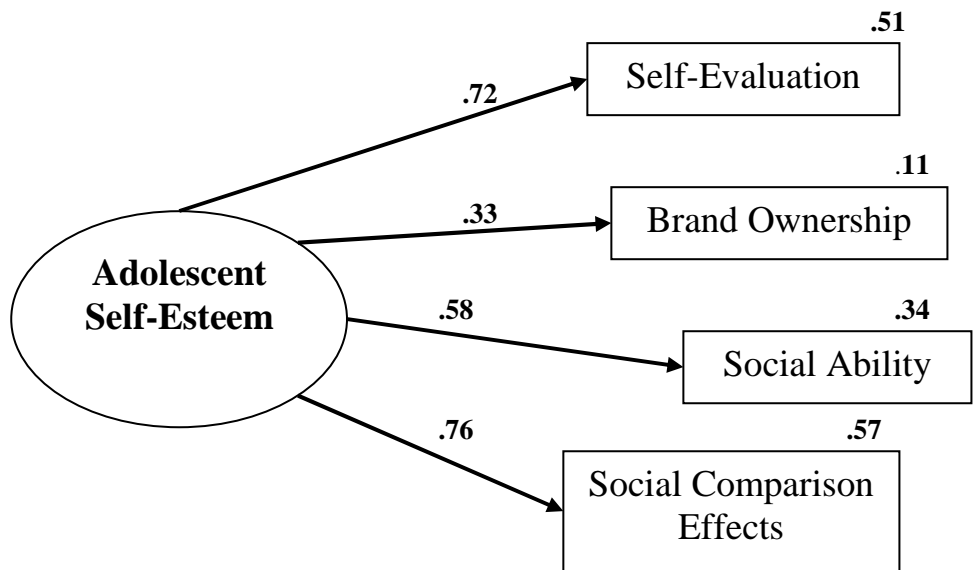 .51
Self-Evaluation
.72
.11
Brand Ownership
.33
Adolescent
Self-Esteem
.58
.34
Social Ability
.76
.57
Social Comparison
Effects